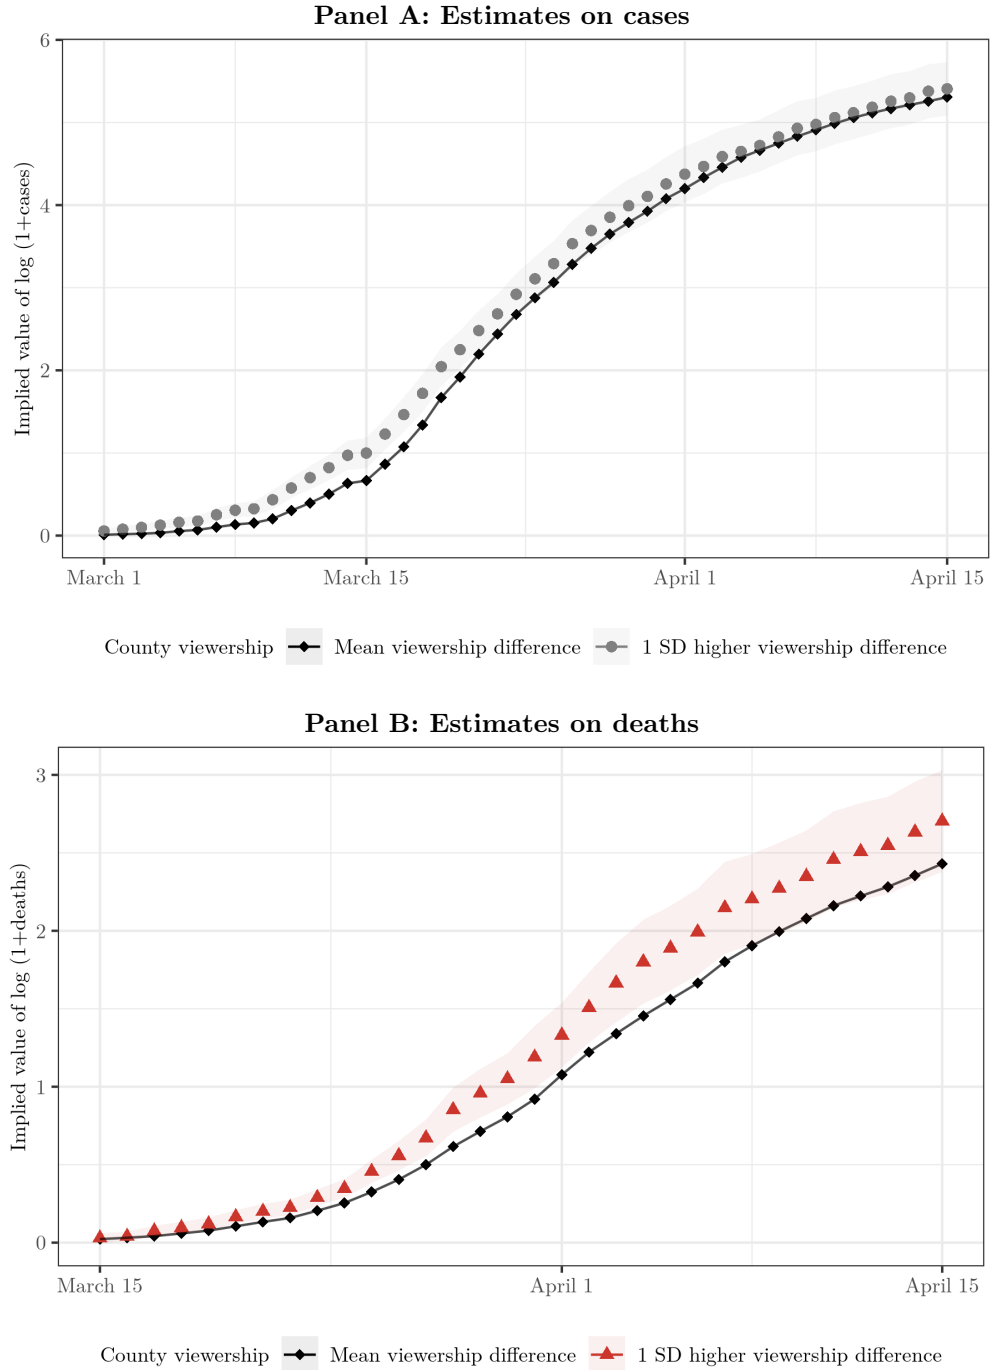 Panel A: Estimates on cases
6
4
2
0
Implied value of log (1+cases)
March 1 March 15 April 1 April 15
County viewership Mean viewership difference 1 SD higher viewership difference
Panel B: Estimates on deaths
3
2
1
0
Implied value of log (1+deaths)
March 15 April 1 April 15
County viewership Mean viewership difference 1 SD higher viewership difference